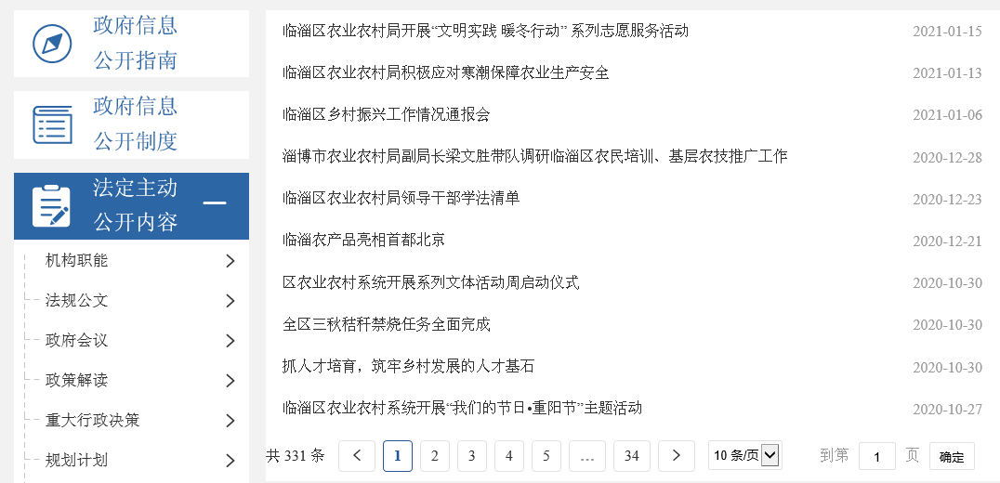 政府信息
公开指南
政府信息
公开制度
法定主动
公开内容
机构职能
法规公文
政府会议
政策解读
重大行政决策
规划计划
临淄区农业农村局开展“文明实践 暖冬行动” 系列志愿服务活动 2021-01-15
临淄区农业农村局积极应对寒潮保障农业生产安全 2021-01-13
临淄区乡村振兴工作情况通报会 2021-01-06
淄博市农业农村局副局长梁文胜带队调研临淄区农民培训、基层农技推广工作 2020-12-28
临淄区农业农村局领导干部学法清单 2020-12-23
临淄农产品亮相首都北京 2020-12-21
区农业农村系统开展系列文体活动周启动仪式 2020-10-30
全区三秋秸秆禁烧任务全面完成 2020-10-30
抓人才培育，筑牢乡村发展的人才基石 2020-10-30
临淄区农业农村系统开展“我们的节日•重阳节”主题活动 2020-10-27
共 331 条 1 2 3 4 5 … 34 10 条/页 到第 1 页 确定